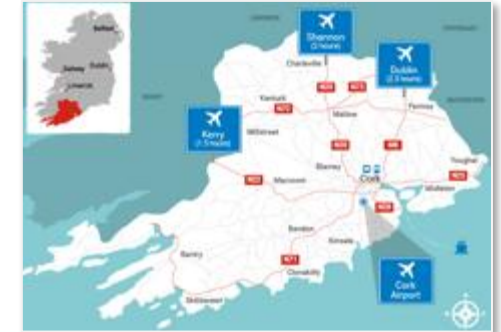 Belfast
Galway
Dublin
LIMERICK
Shannon
(2 hours)
Dublin
(2.5 hours)
Kerry
(1.5 hours)
Charleville
N20
N73
Kanturk
N72
Mallow
Fermoy
Millstreet
N20
M8
Blarney
Youghal
Cork
N25
N22
Macroom
Midleton
N28
Bandon
Kinsale
Bantry
N71
Clonakilty
Skibbereen
Cork
Airport